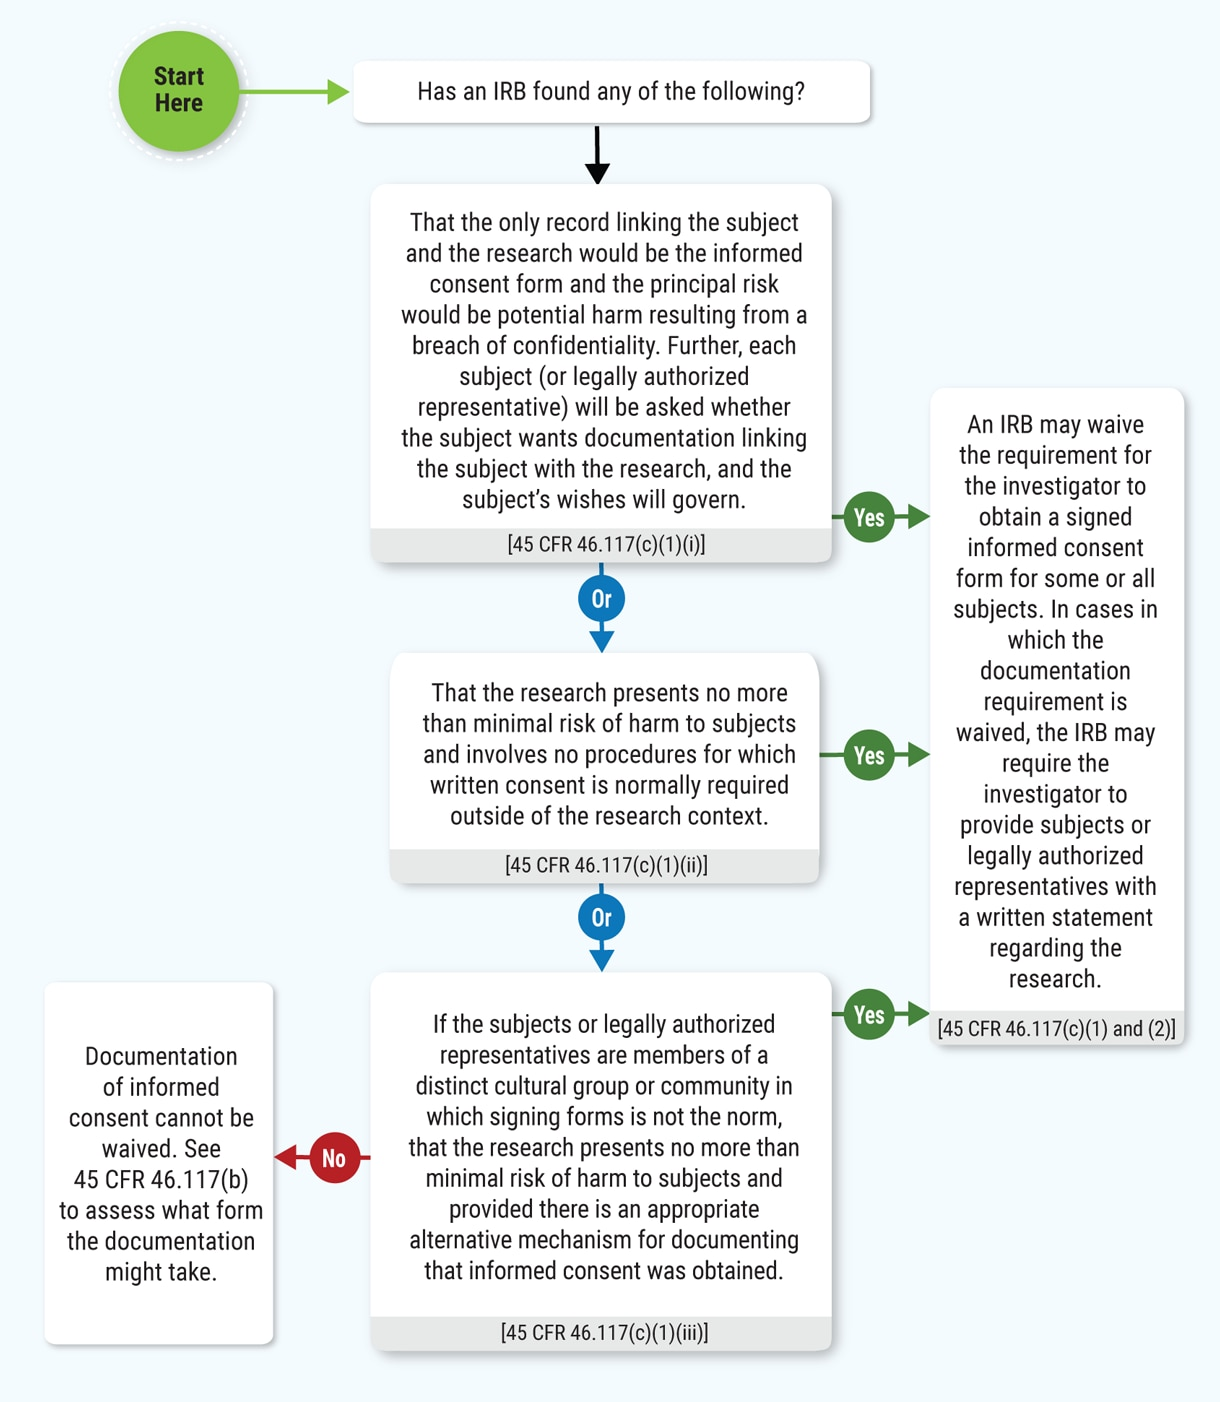 Start
Here
Has an IRB found any of the following?
That the only record linking the subject
and the research would be the informed
consent form and the principal risk
would be potential harm resulting from a
breach of confidentiality. Further, each
subject (or legally authorized
representative) will be asked whether
the subject wants documentation linking
the subject with the research, and the
subject’s wishes will govern.
[45 CFR 46.117(c)(1)(i)]
Yes
Or
That the research presents no more
than minimal risk of harm to subjects
and involves no procedures for which
written consent is normally required
outside of the research context.
[45 CFR 46.117(c)(1)(ii)]
Yes
Or
If the subjects or legally authorized
representatives are members of a
distinct cultural group or community in
which signing forms is not the norm,
that the research presents no more than
minimal risk of harm to subjects and
provided there is an appropriate
alternative mechanism for documenting
that informed consent was obtained.
[45 CFR 46.117(c)(1)(iii)]
Yes
An IRB may waive
the requirement for
the investigator to
obtain a signed
informed consent
form for some or all
subjects. In cases in
which the
documentation
requirement is
waived, the IRB may
require the
investigator to
provide subjects or
legally authorized
representatives with
a written statement
regarding the
research.
[45 CFR 46.117(c)(1) and (2)]
No
Documentation
of informed
consent cannot be
waived. See
45 CFR 46.117(b)
to assess what form
the documentation
might take.